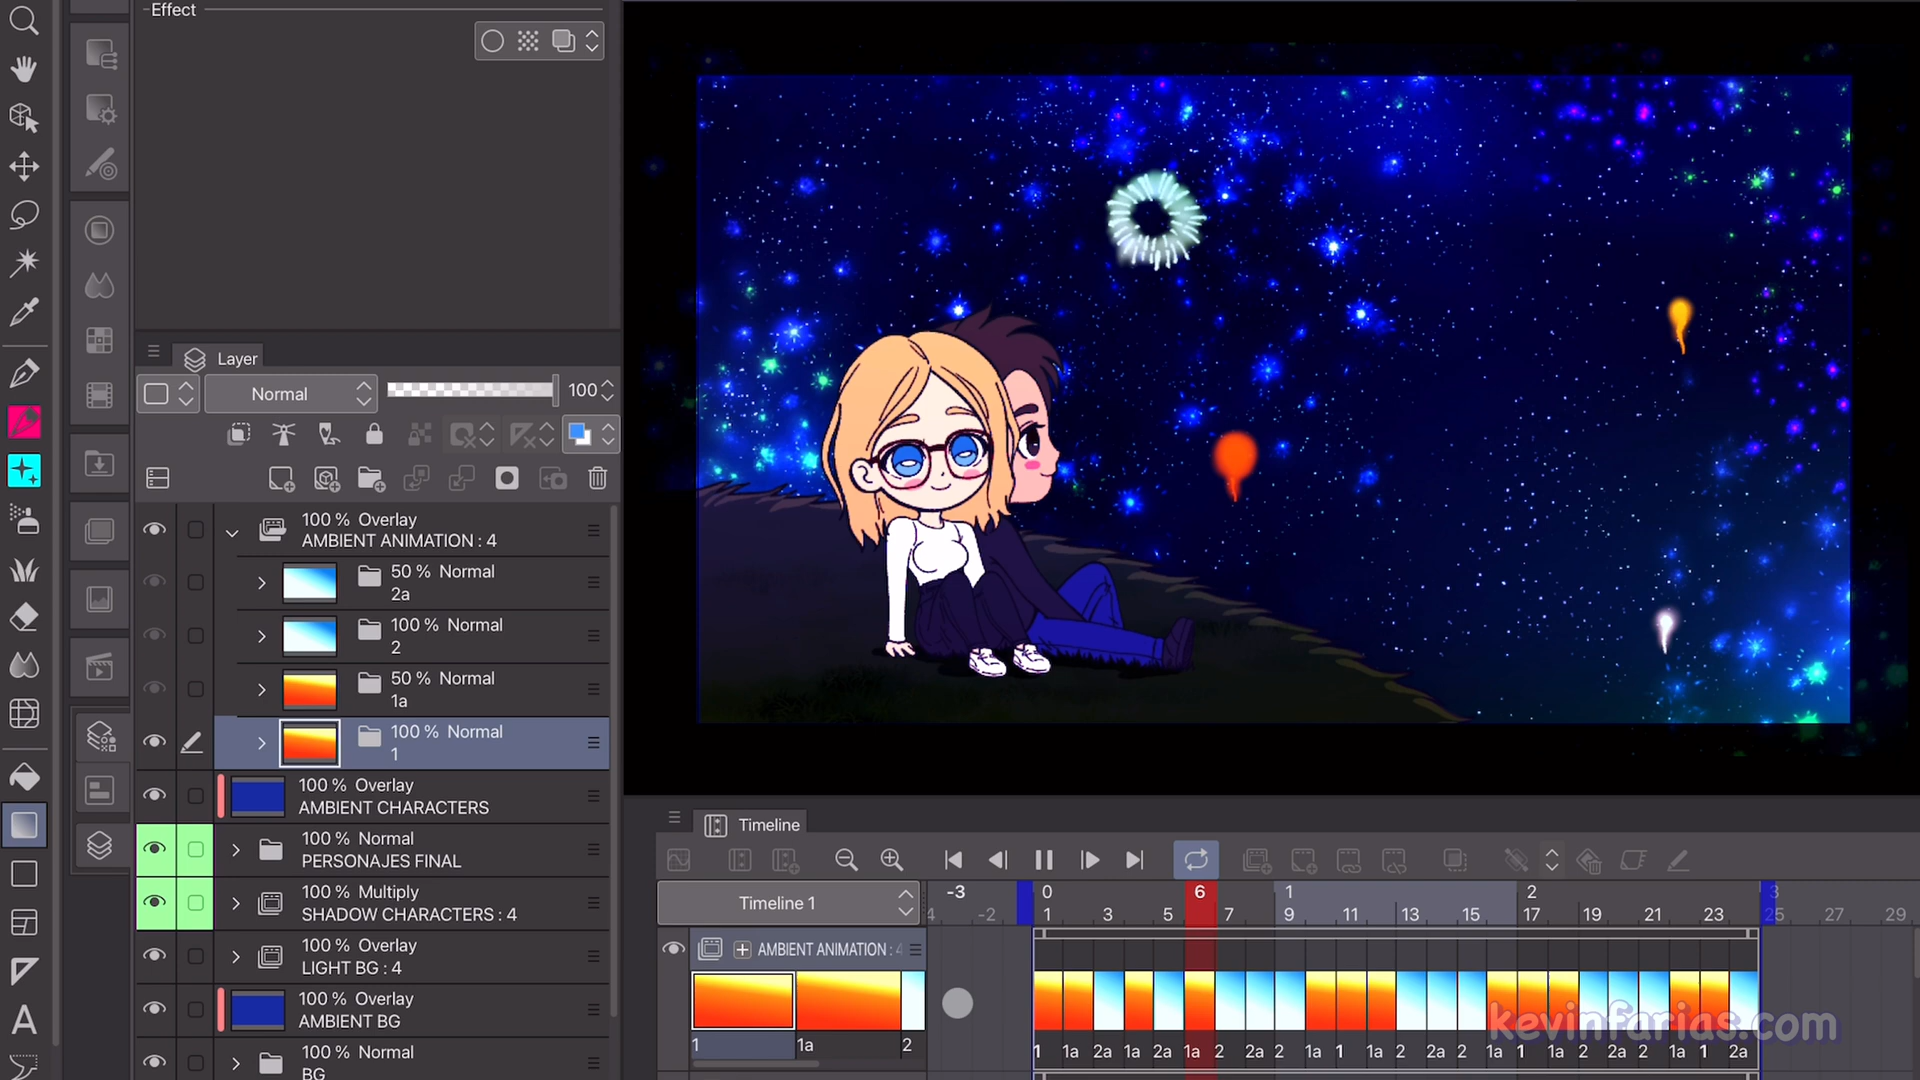 Effect
Layer
Normal
100
100 % Overlay
AMBIENT ANIMATION : 4
50 % Normal
2a
100 % Normal
2
50 % Normal
1a
100 % Normal
1
100 % Overlay
AMBIENT CHARACTERS
100 % Normal
PERSONAJES FINAL
100 % Multiply
SHADOW CHARACTERS : 4
100 % Overlay
LIGHT BG : 4
100 % Overlay
AMBIENT BG
100 % Normal
BG
Timeline
Timeline 1
-3 0 6 1 2 3
4 -2 1 3 5 7 9 11 13 15 17 19 21 23 25 27 29
AMBIENT ANIMATION : 4
1 1a 2
1 1a 2a 1a 2a 1a 2a 2 2 1a 1 1a 2 2a 2 1a 1 1a 2 2a 2 1a 1 2a
kevinfarias.com